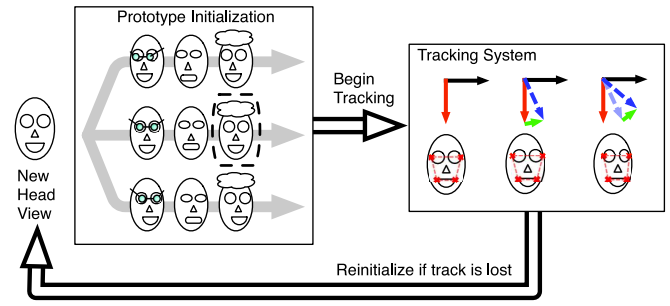 Prototype Initialization
New
Head
View
Begin
Tracking
Tracking System
Reinitialize if track is lost